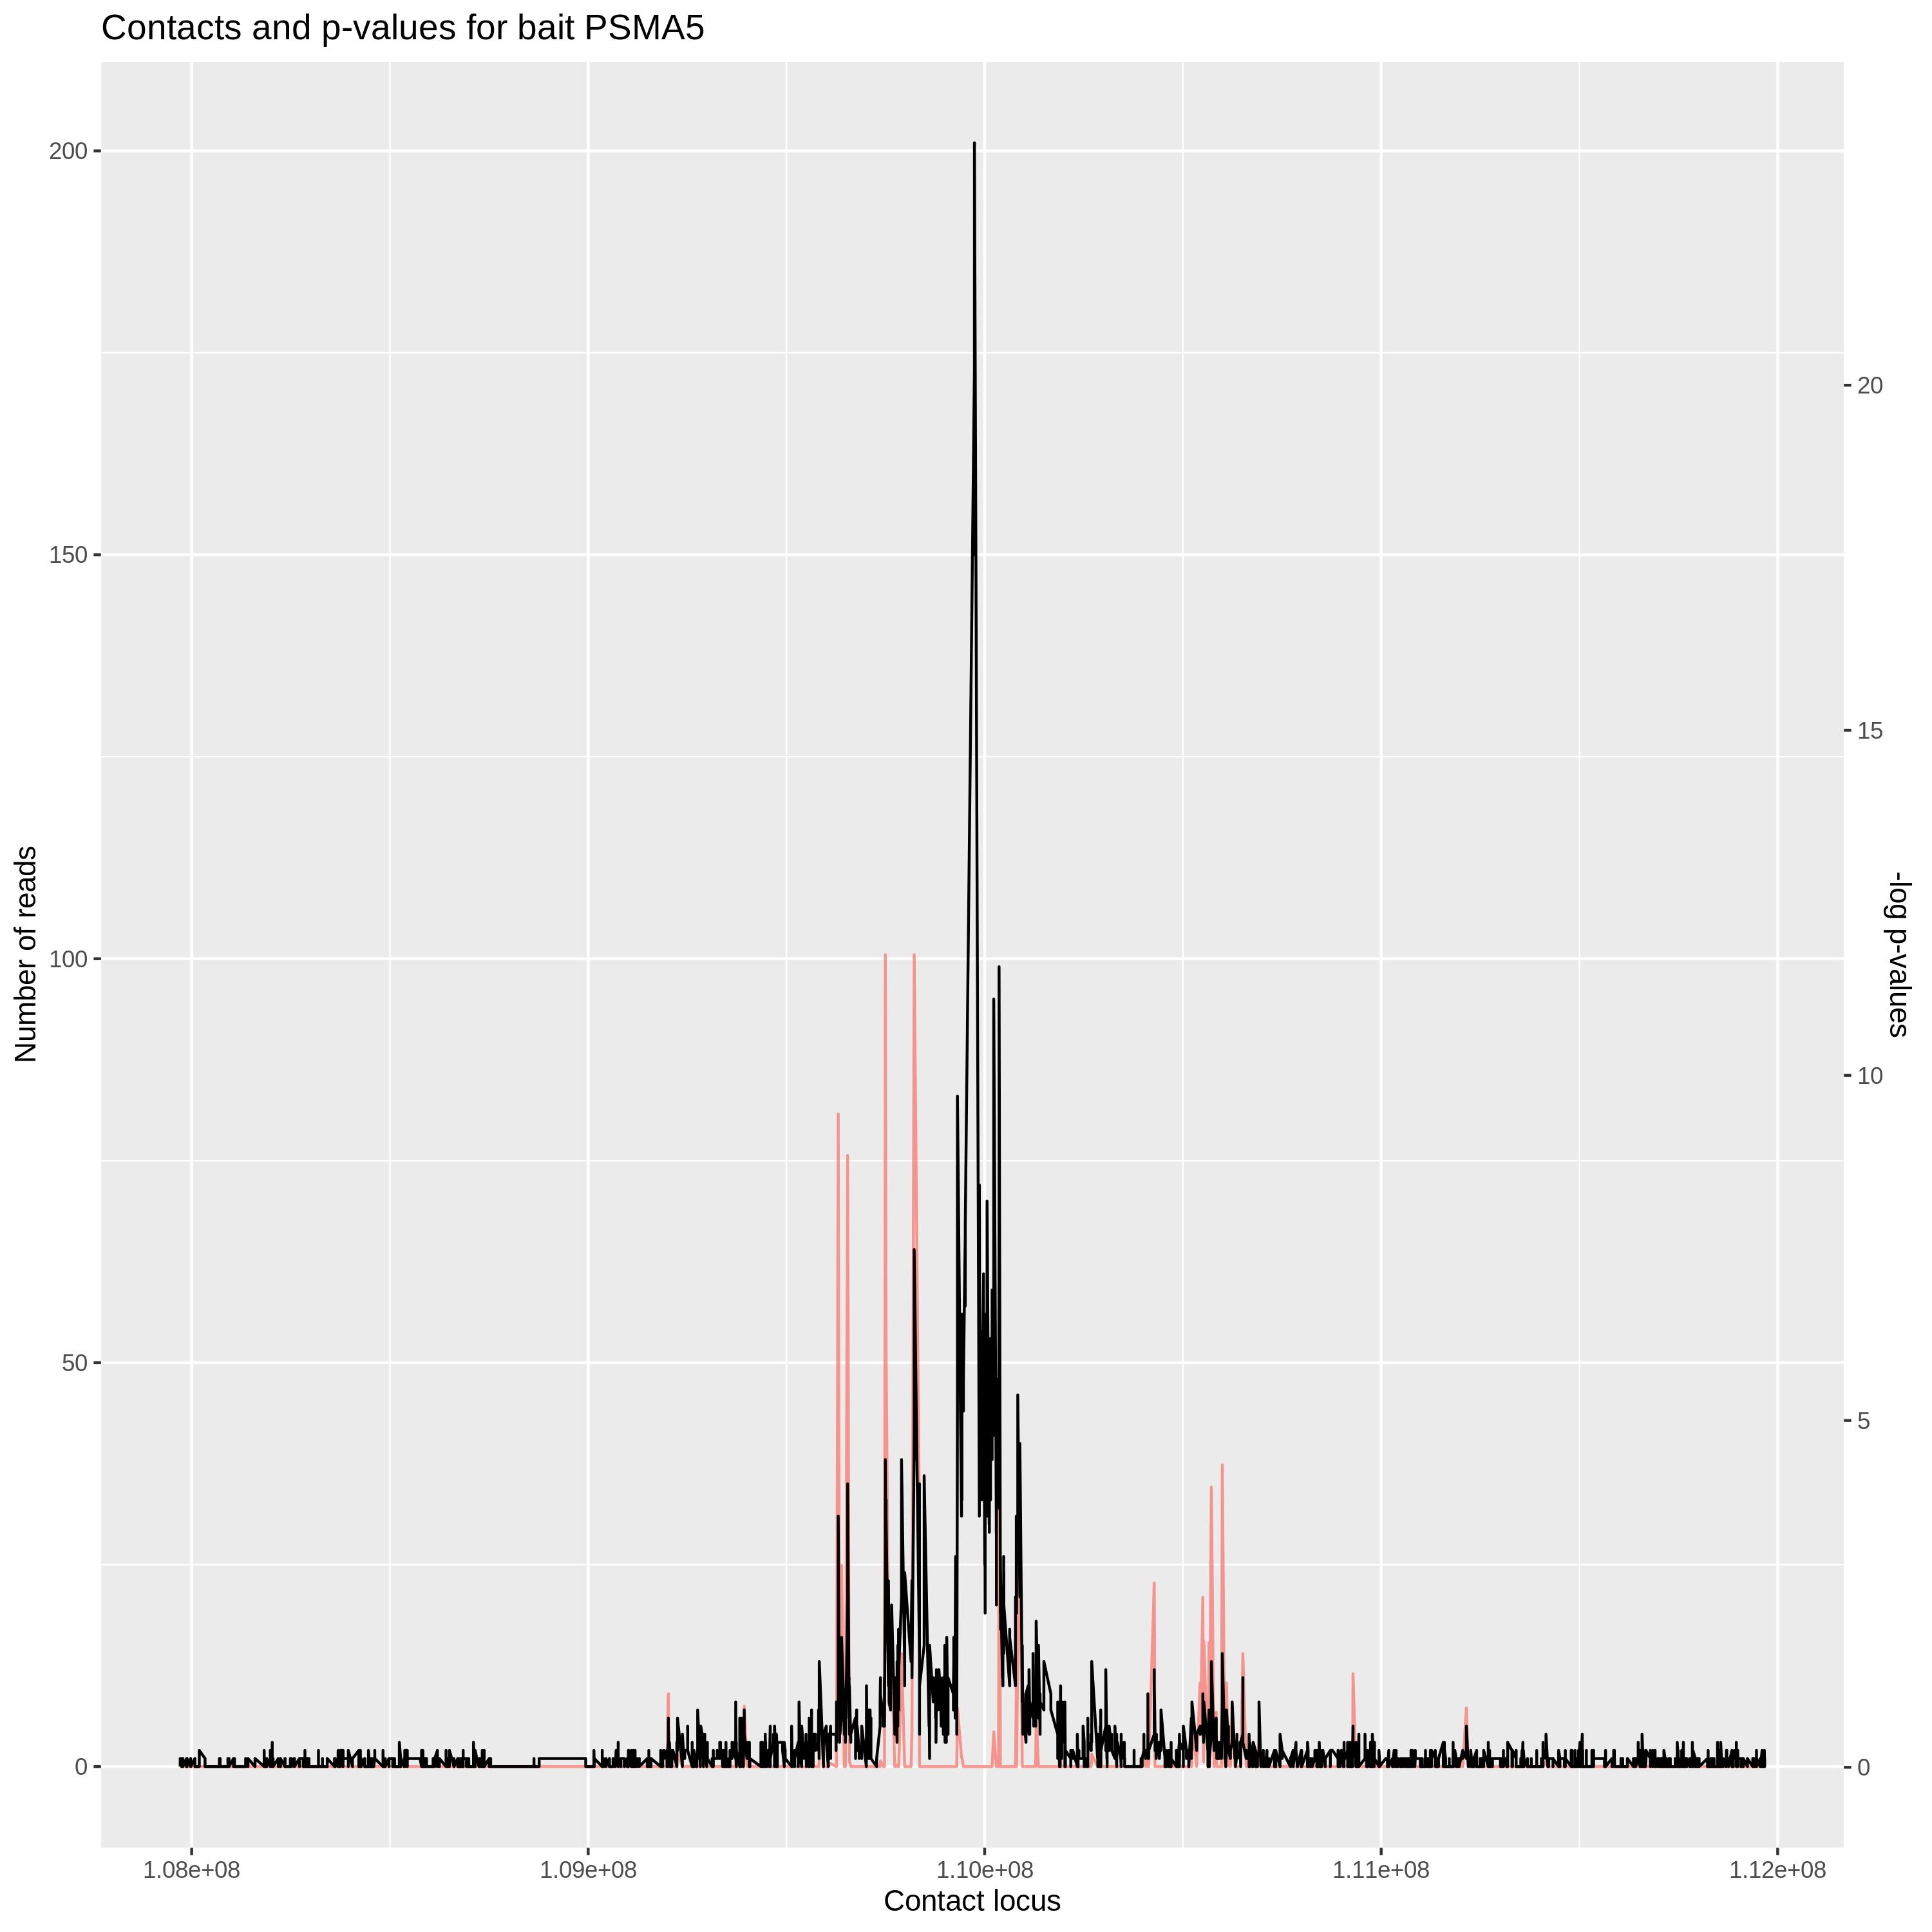 Contacts and p-values for bait PSMA5
200
150
100
50
0
Number of reads
20
15
10
5
0
-log p-values
1.08e+08 1.09e+08 1.10e+08 1.11e+08 1.12e+08
Contact locus